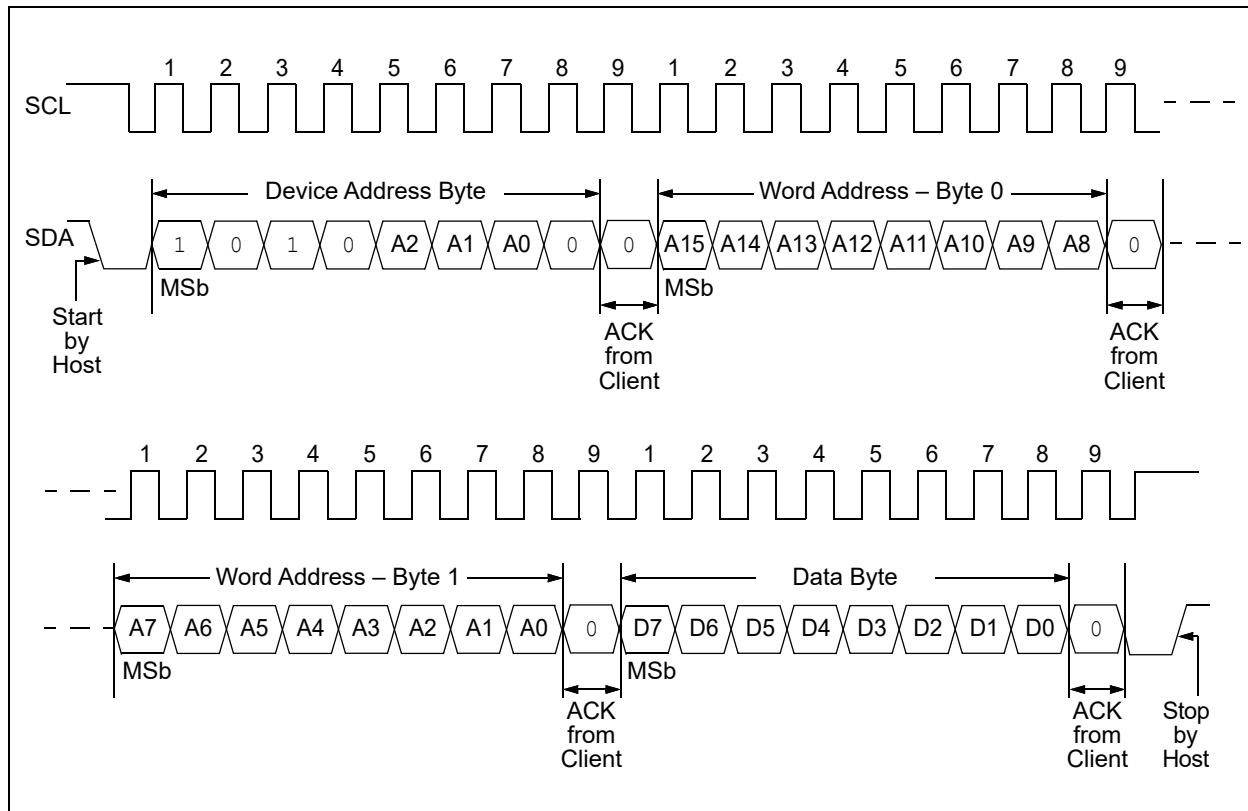 1 2 3 4 5 6 7 8 9 1 2 3 4 5 6 7 8 9
SCL
Device Address Byte Word Address – Byte 0
SDA 1 0 1 0 A2 A1 A0 0 0 A15 A14 A13 A12 A11 A10 A9 A8 0
MSb MSb
Start by Host
ACK from Client
ACK from Client
1 2 3 4 5 6 7 8 9 1 2 3 4 5 6 7 8 9
Word Address – Byte 1 Data Byte
A7 A6 A5 A4 A3 A2 A1 A0 0 D7 D6 D5 D4 D3 D2 D1 D0 0
MSb MSb
ACK from Client
ACK from Client
Stop by Host